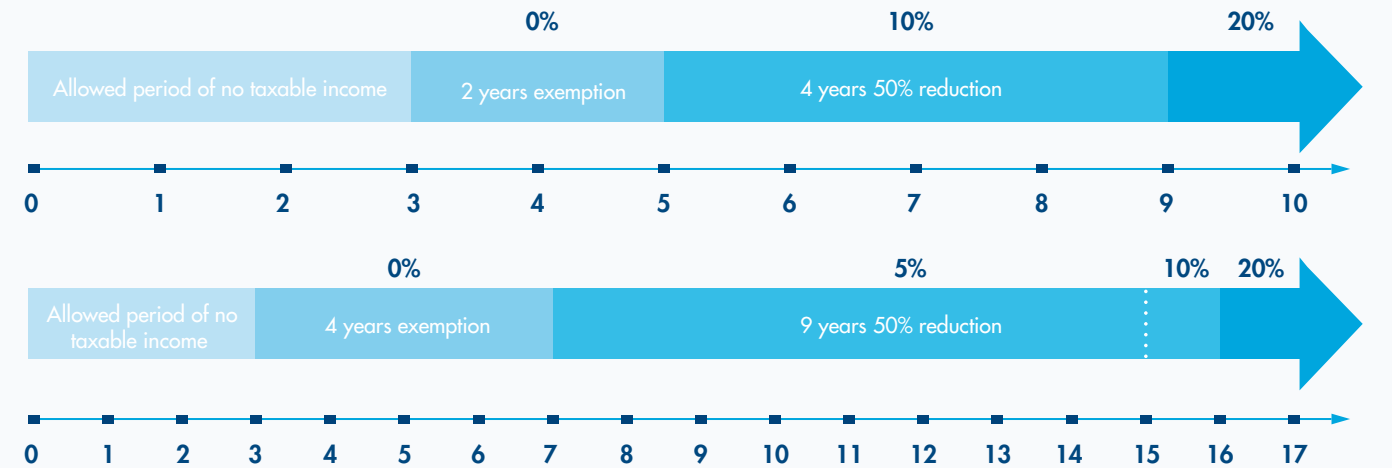 0% 10% 20%
Allowed period of no taxable income 2 years exemption 4 years 50% reduction
0 1 2 3 4 5 6 7 8 9 10
0% 5% 10% 20%
Allowed period of no
taxable income
4 years exemption 9 years 50% reduction
0 1 2 3 4 5 6 7 8 9 10 11 12 13 14 15 16 17